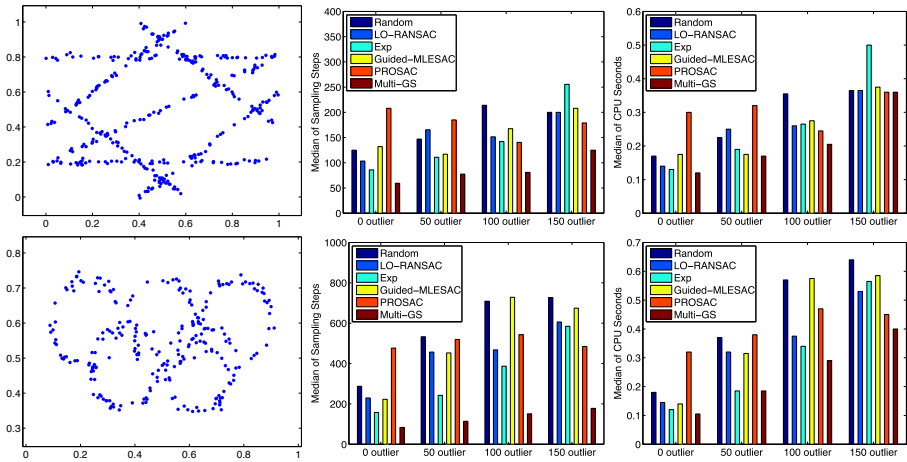 1
0.8
0.6
0.4
0.2
0
0 0.2 0.4 0.6 0.8 1
Median of Sampling Steps
400
350
300
250
200
150
100
50
0
Random
LO-RANSAC
Exp
Guided-MLESAC
PROSAC
Multi-GS
0 outlier 50 outlier 100 outlier 150 outlier
Median of CPU Seconds
0.6
0.5
0.4
0.3
0.2
0.1
0
Random
LO-RANSAC
Exp
Guided-MLESAC
PROSAC
Multi-GS
0 outlier 50 outlier 100 outlier 150 outlier
0.8
0.7
0.6
0.5
0.4
0.3
0 0.2 0.4 0.6 0.8 1
Median of Sampling Steps
1000
800
600
400
200
0
Random
LO-RANSAC
Exp
Guided-MLESAC
PROSAC
Multi-GS
0 outlier 50 outlier 100 outlier 150 outlier
Median of CPU Seconds
0.7
0.6
0.5
0.4
0.3
0.2
0.1
0
Random
LO-RANSAC
Exp
Guided-MLESAC
PROSAC
Multi-GS
0 outlier 50 outlier 100 outlier 150 outlier